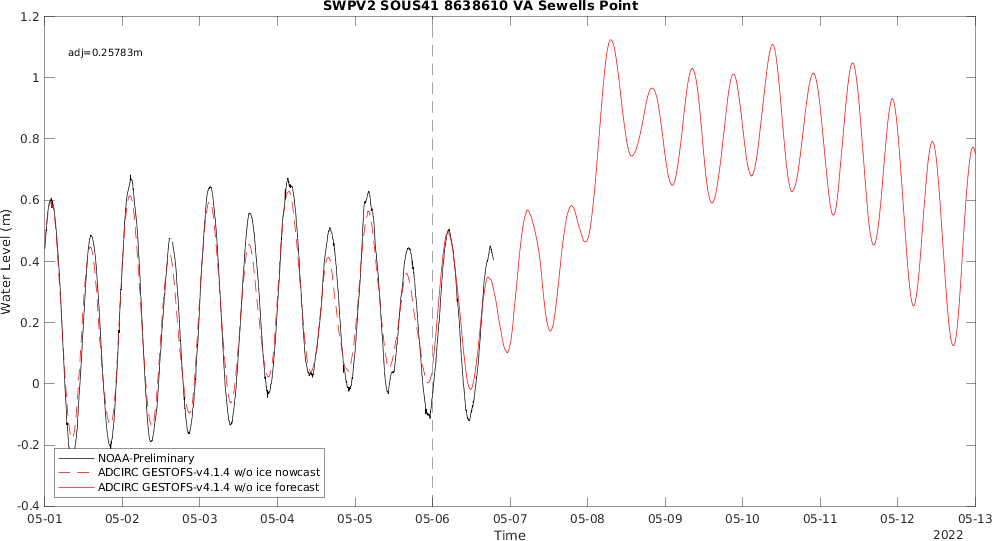 SWPV2 SOUS41 8638610 VA Sewells Point
adj=0.25783m
Water Level (m)
1.2
1
0.8
0.6
0.4
0.2
0
-0.2
-0.4
NOAA-Preliminary
ADCIRC GESTOFS-v4.1.4 w/o ice nowcast
ADCIRC GESTOFS-v4.1.4 w/o ice forecast
05-01 05-02 05-03 05-04 05-05 05-06 05-07 05-08 05-09 05-10 05-11 05-12 05-13
Time
2022